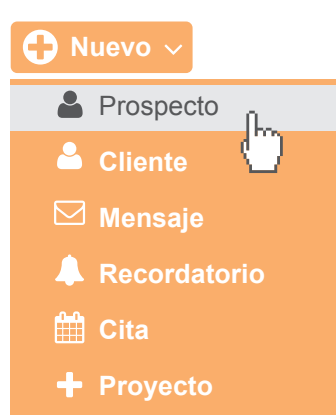 Nuevo
Prospecto
Cliente
Mensaje
Recordatorio
Cita
Proyecto